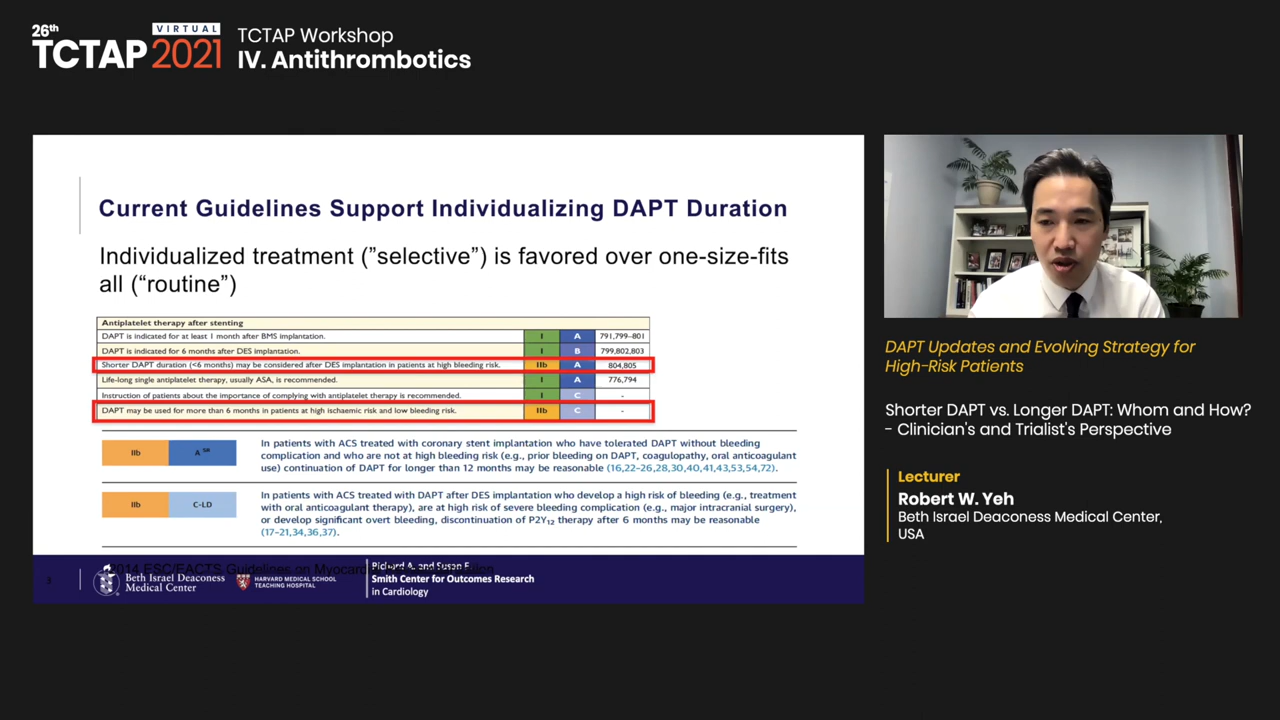 26th
VIRTUAL
TCTAP 2021
TCTAP Workshop
IV. Antithrombotics
Current Guidelines Support Individualizing DAPT Duration
Individualized treatment ("selective") is favored over one-size-fits
all ("routine")
Antiplatelet therapy after stenting
DAPT is indicated for at least 1 month after BMS implantation. I A 791,799–801
DAPT is indicated for 6 months after DES implantation. I B 799,802,803
Shorter DAPT duration (<6 months) may be considered after DES implantation in patients at high bleeding risk. IIb A 804,805
Life-long single antiplatelet therapy, usually ASA, is recommended. I A 776,794
Instruction of patients about the importance of complying with antiplatelet therapy is recommended. I C -
DAPT may be used for more than 6 months in patients at high ischaemic risk and low bleeding risk. IIb C -
IIb A SR
In patients with ACS treated with coronary stent implantation who have tolerated DAPT without bleeding
complication and who are not at high bleeding risk (e.g., prior bleeding on DAPT, coagulopathy, oral anticoagulant
use) continuation of DAPT for longer than 12 months may be reasonable (16,22–26,28,30,40,41,43,53,54,72).
IIb C-LD
In patients with ACS treated with DAPT after DES implantation who develop a high risk of bleeding (e.g., treatment
with oral anticoagulant therapy), are at high risk of severe bleeding complication (e.g., major intracranial surgery),
or develop significant overt bleeding, discontinuation of P2Y12 therapy after 6 months may be reasonable
(17–21,34,36,37).
2014 ESC/EACTS Guidelines on
3
Beth Israel Deaconess
Medical Center
HARVARD MEDICAL SCHOOL
TEACHING HOSPITAL
Richard A. and Susan F.
Smith Center for Outcomes Research
in Cardiology
DAPT Updates and Evolving Strategy for
High-Risk Patients
Shorter DAPT vs. Longer DAPT: Whom and How?
- Clinician's and Trialist's Perspective
Lecturer
Robert W. Yeh
Beth Israel Deaconess Medical Center,
USA